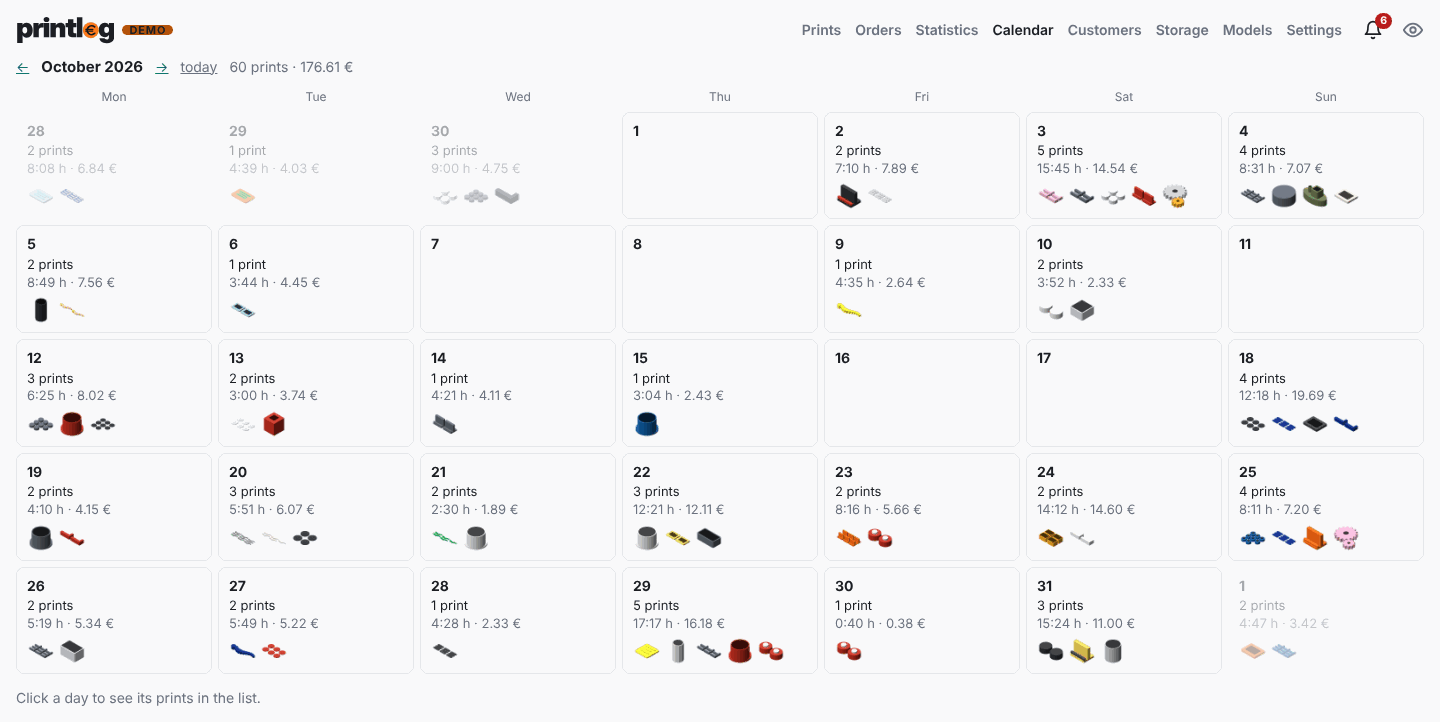 printl€g DEMO Prints Orders Statistics Calendar Customers Storage Models Settings 6
← October 2026 → today 60 prints · 176.61 €
Mon Tue Wed Thu Fri Sat Sun
28 29 30 1 2 3 4
2 prints 1 print 3 prints 2 prints 5 prints 4 prints
8:08 h · 6.84 € 4:39 h · 4.03 € 9:00 h · 4.75 € 7:10 h · 7.89 € 15:45 h · 14.54 € 8:31 h · 7.07 €
5 6 7 8 9 10 11
2 prints 1 print 1 print 2 prints
8:49 h · 7.56 € 3:44 h · 4.45 € 4:35 h · 2.64 € 3:52 h · 2.33 €
12 13 14 15 16 17 18
3 prints 2 prints 1 print 1 print 4 prints
6:25 h · 8.02 € 3:00 h · 3.74 € 4:21 h · 4.11 € 3:04 h · 2.43 € 12:18 h · 19.69 €
19 20 21 22 23 24 25
2 prints 3 prints 2 prints 3 prints 2 prints 2 prints 4 prints
4:10 h · 4.15 € 5:51 h · 6.07 € 2:30 h · 1.89 € 12:21 h · 12.11 € 8:16 h · 5.66 € 14:12 h · 14.60 € 8:11 h · 7.20 €
26 27 28 29 30 31 1
2 prints 2 prints 1 print 5 prints 1 print 3 prints 2 prints
5:19 h · 5.34 € 5:49 h · 5.22 € 4:28 h · 2.33 € 17:17 h · 16.18 € 0:40 h · 0.38 € 15:24 h · 11.00 € 4:47 h · 3.42 €
Click a day to see its prints in the list.